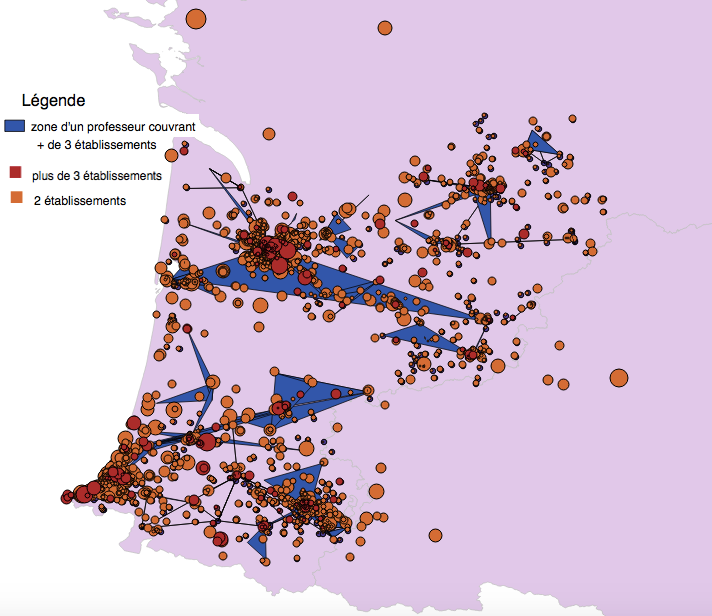 Légende
zone d'un professeur couvrant
+ de 3 établissements
plus de 3 établissements
2 établissements